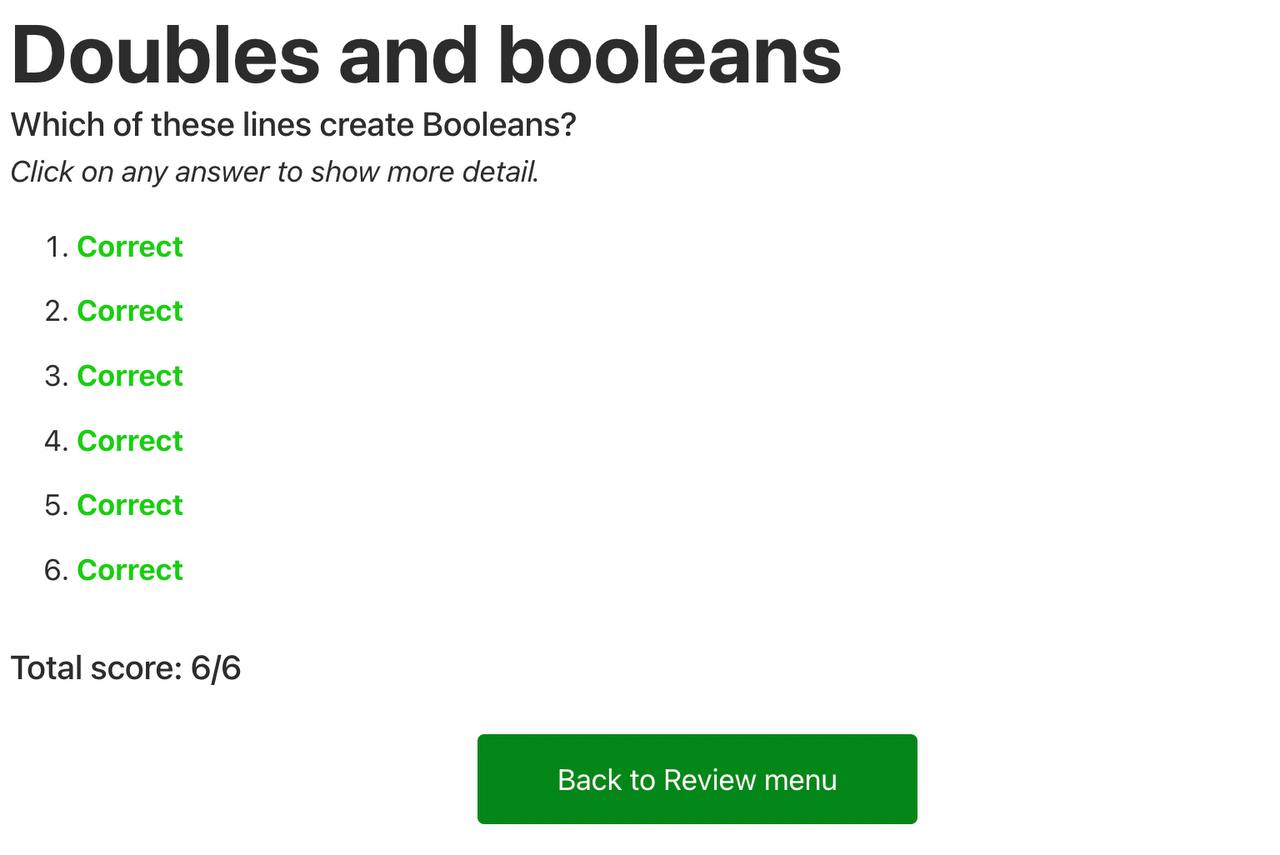 Doubles and booleans
Which of these lines create Booleans?
Click on any answer to show more detail.
1. Correct
2. Correct
3. Correct
4. Correct
5. Correct
6. Correct
Total score: 6/6
Back to Review menu